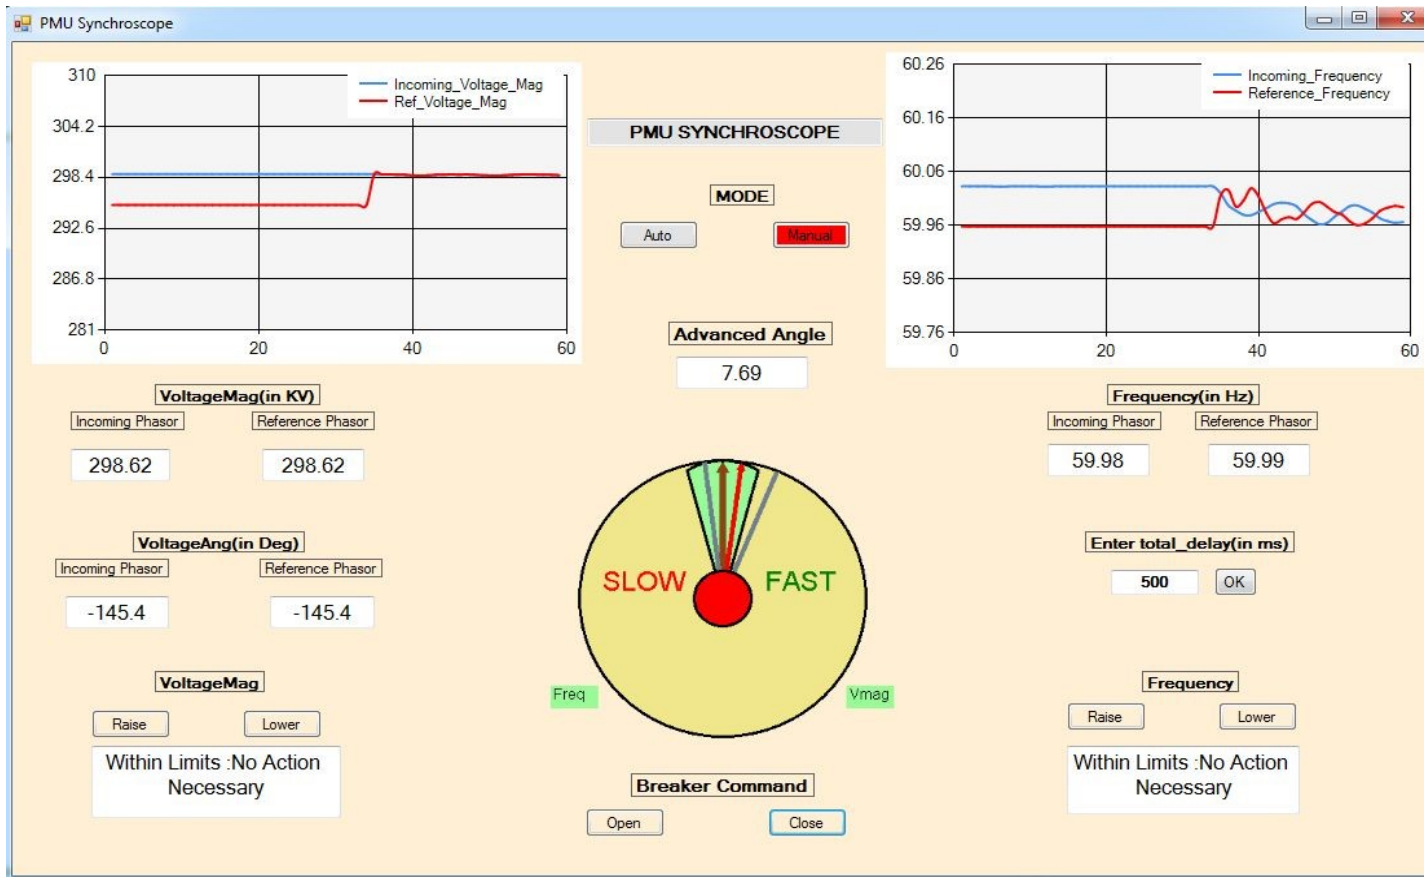 PMU Synchroscope
310
304.2
298.4
292.6
286.8
281
0
20
40
60
Incoming_Voltage_Mag
Ref_Voltage_Mag
PMU SYNCHROSCOPE
MODE
Auto
Manual
60.26
60.16
60.06
59.96
59.86
59.76
0
20
40
60
Incoming_Frequency
Reference_Frequency
Advanced Angle
7.69
VoltageMag(in KV)
Incoming Phasor
Reference Phasor
298.62
298.62
Frequency(in Hz)
Incoming Phasor
Reference Phasor
59.98
59.99
VoltageAng(in Deg)
Incoming Phasor
Reference Phasor
-145.4
-145.4
SLOW
FAST
Freq
Vmag
Enter total_delay(in ms)
500
OK
VoltageMag
Raise
Lower
Within Limits :No Action
Necessary
Breaker Command
Open
Close
Frequency
Raise
Lower
Within Limits :No Action
Necessary